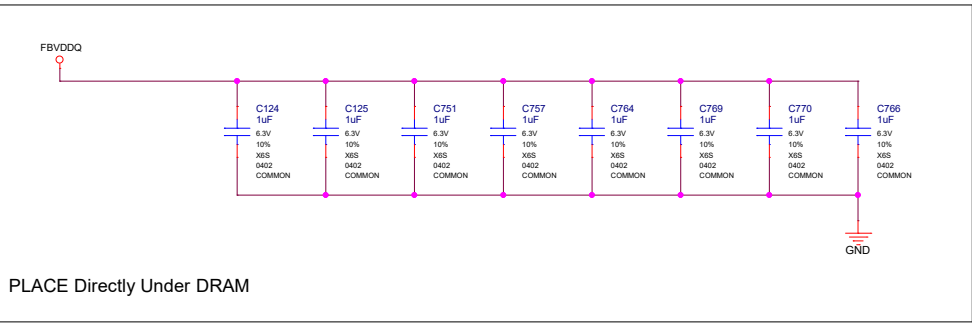 FBVDDQ
C124 C125 C751 C757 C764 C769 C770 C766
1uF 1uF 1uF 1uF 1uF 1uF 1uF 1uF
6.3V 6.3V 6.3V 6.3V 6.3V 6.3V 6.3V 6.3V
10% 10% 10% 10% 10% 10% 10% 10%
X6S X6S X6S X6S X6S X6S X6S X6S
0402 0402 0402 0402 0402 0402 0402 0402
COMMON COMMON COMMON COMMON COMMON COMMON COMMON COMMON
GND
PLACE Directly Under DRAM